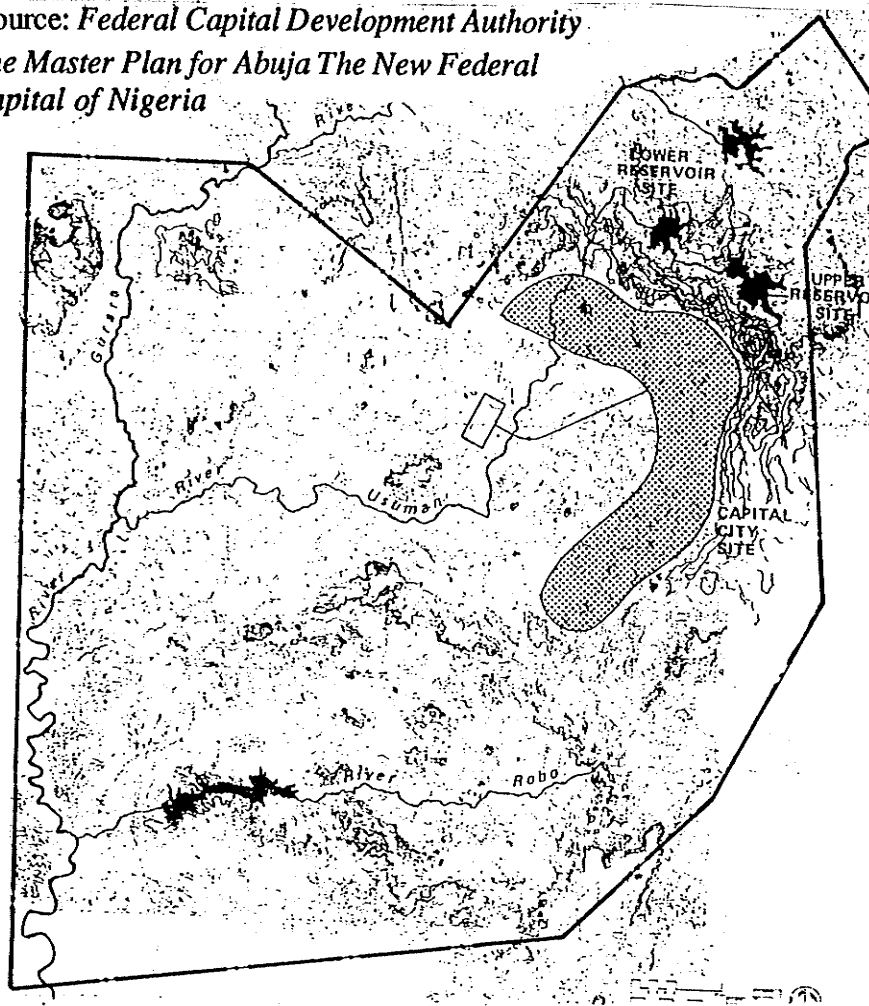 ource: Federal Capital Development Authority
e Master Plan for Abuja The New Federal
apital of Nigeria
River
LOWER
RESERVOIR
SITE
UPPER
RESERVO
SITE
Gurara
River
Usuman
CAPITAL
CITY
SITE
River
River
Robo